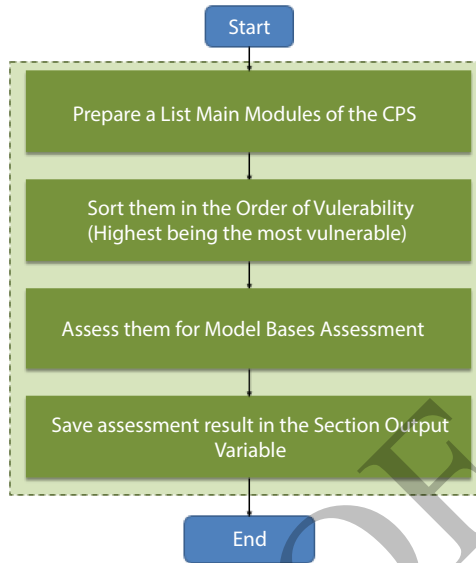 Start
Prepare a List Main Modules of the CPS
Sort them in the Order of Vulerability
(Highest being the most vulnerable)
Assess them for Model Bases Assessment
Save assessment result in the Section Output
Variable
End
OF